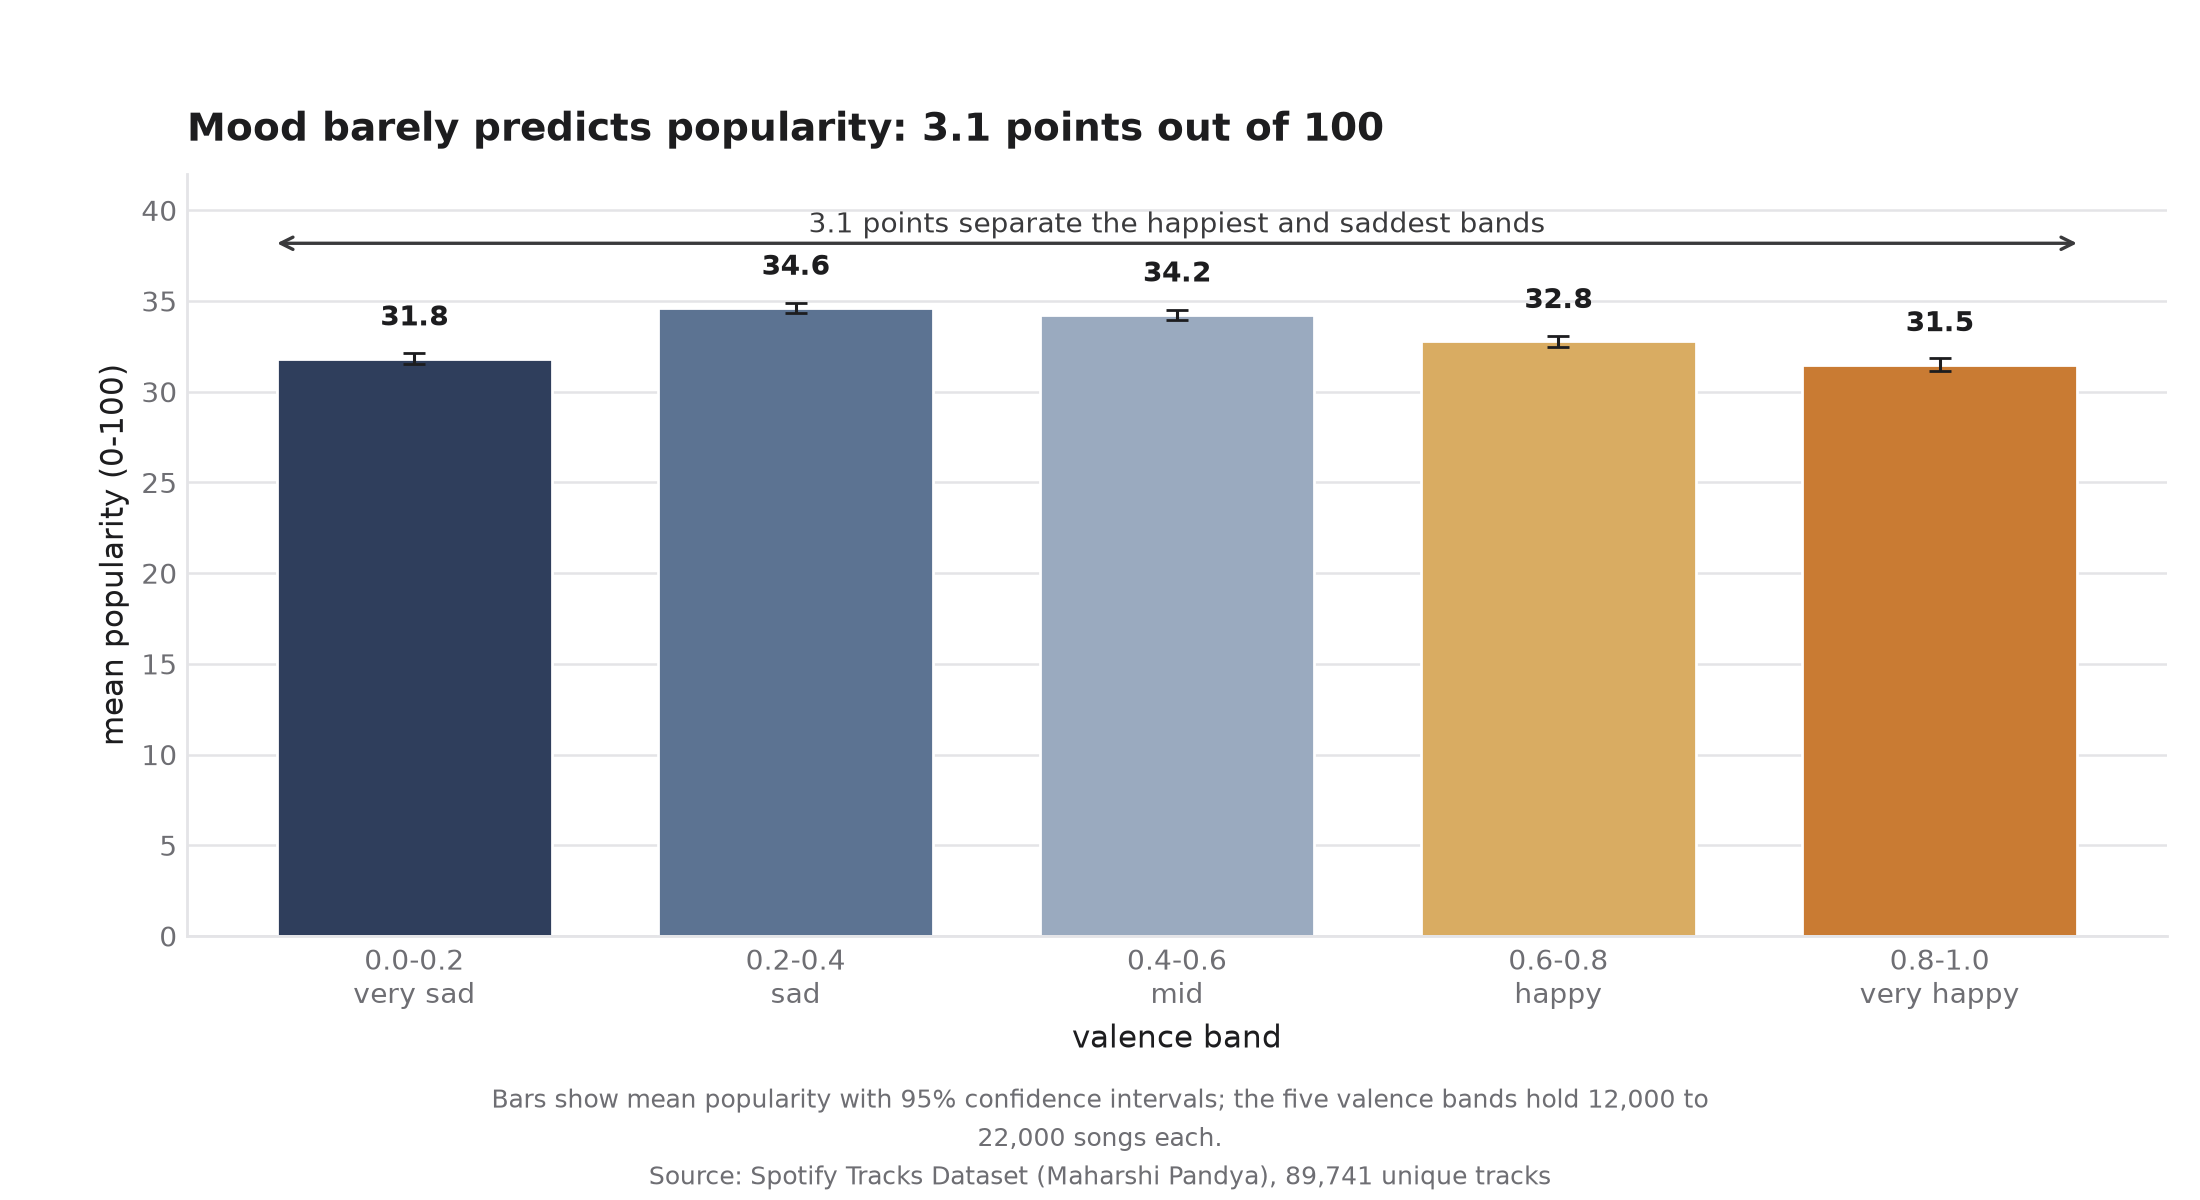 Mood barely predicts popularity: 3.1 points out of 100
3.1 points separate the happiest and saddest bands
40
35
30
25
20
15
10
5
0
mean popularity (0-100)
31.8
34.6
34.2
32.8
31.5
0.0-0.2
very sad
0.2-0.4
sad
0.4-0.6
mid
0.6-0.8
happy
0.8-1.0
very happy
valence band
Bars show mean popularity with 95% confidence intervals; the five valence bands hold 12,000 to
22,000 songs each.
Source: Spotify Tracks Dataset (Maharshi Pandya), 89,741 unique tracks